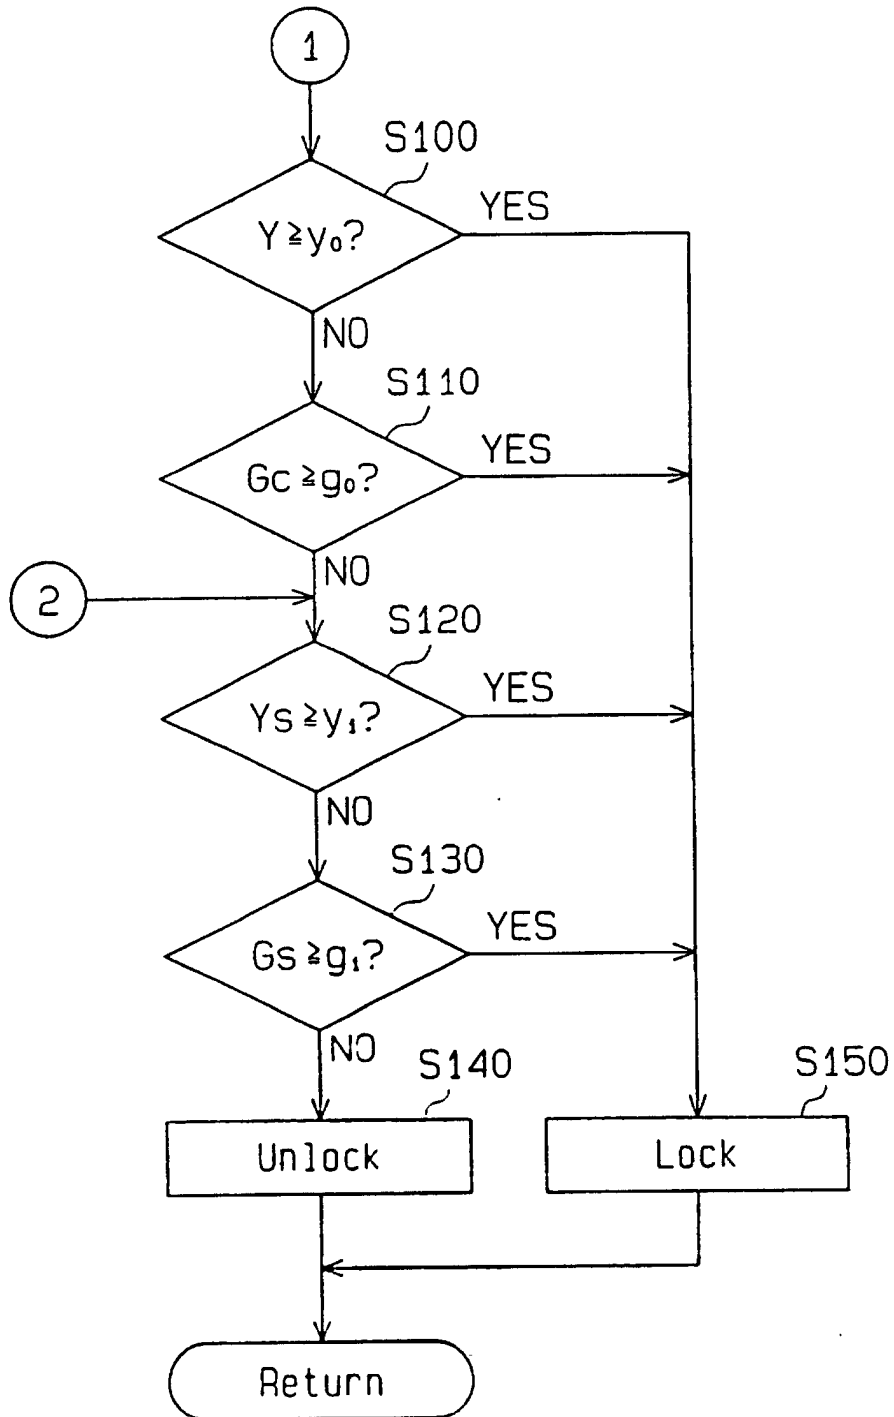 1
S100
Y≧y₀?
YES
NO
S110
Gc≧g₀?
YES
NO
2
S120
Ys≧y₁?
YES
NO
S130
Gs≧g₁?
YES
NO
S140
S150
Unlock
Lock
Return